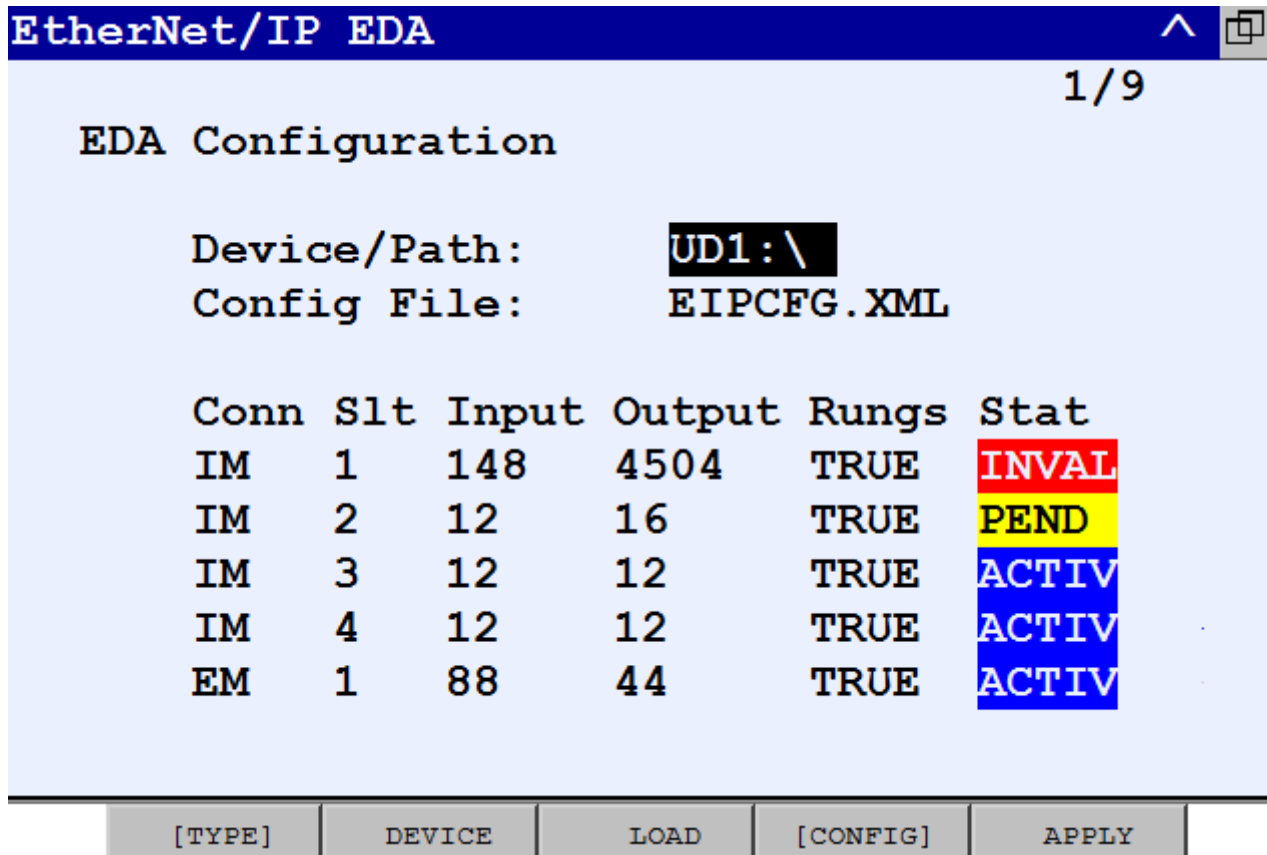 EtherNet/IP EDA ^
1/9
EDA Configuration
Device/Path: UD1:\
Config File: EIPCFG.XML
Conn Slt Input Output Rungs Stat
IM 1 148 4504 TRUE INVAL
IM 2 12 16 TRUE PEND
IM 3 12 12 TRUE ACTIV
IM 4 12 12 TRUE ACTIV
EM 1 88 44 TRUE ACTIV
[TYPE] DEVICE LOAD [CONFIG] APPLY